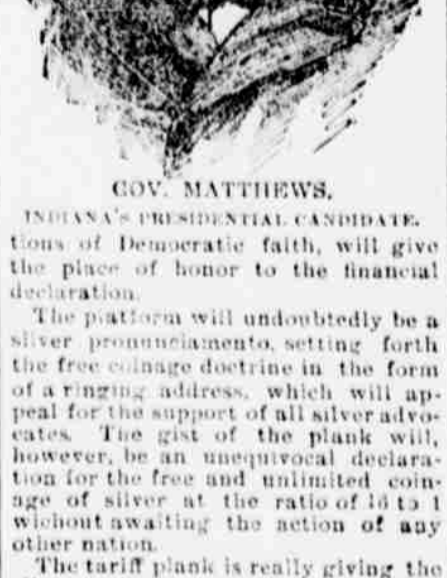 GOV. MATTHEWS.
INDIANA'S PRESIDENTIAL CANDIDATE.
tions of Democratic faith, will give
the place of honor to the financial
declaration.
The platform will undoubtedly be a
silver pronunciamento, setting forth
the free coinage doctrine in the form
of a ringing address, which will ap-
peal for the support of all silver advo-
cates. The gist of the plank will,
however, be an unequivocal declara-
tion for the free and unlimited coin-
age of silver at the ratio of 16 to 1
wichout awaiting the action of any
other nation.
The tariff plank is really giving the